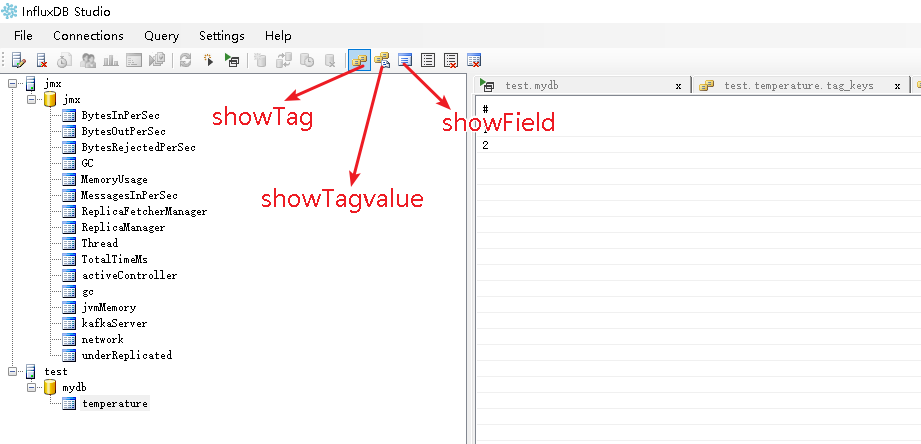 InfluxDB Studio
File Connections Query Settings Help
jmx
jmx
BytesInPerSec
BytesOutPerSec
BytesRejectedPerSec
GC
MemoryUsage
MessagesInPerSec
ReplicaFetcherManager
ReplicaManager
Thread
TotalTimeMs
activeController
gc
jvmMemory
kafkaServer
network
underReplicated
test
mydb
temperature
showTag
showTagvalue
showField
test.mydb x
test.temperature.tag_keys x
#
2